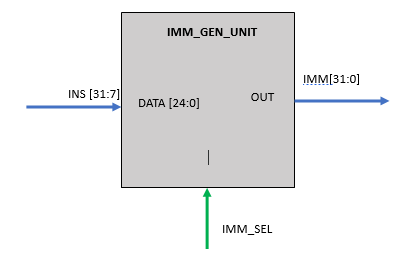 IMM_GEN_UNIT
INS [31:7]
DATA [24:0]
OUT
IMM[31:0]
IMM_SEL